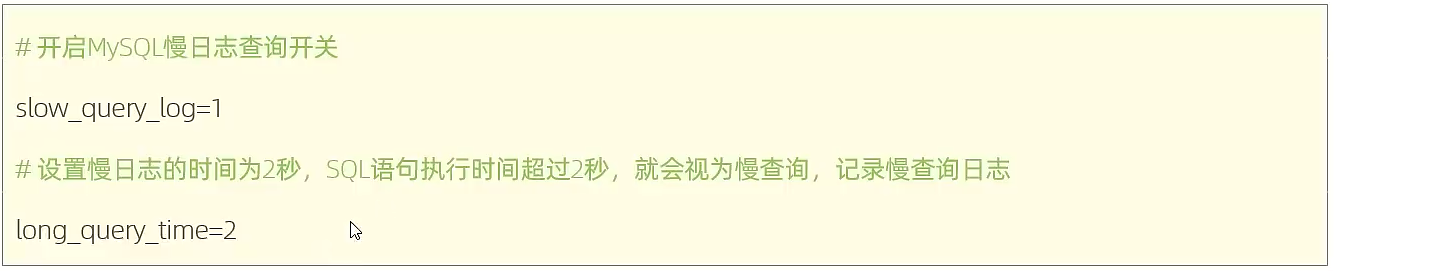 # 开启MySQL慢日志查询开关
slow_query_log=1
# 设置慢日志的时间为2秒，SQL语句执行时间超过2秒，就会视为慢查询，记录慢查询日志
long_query_time=2